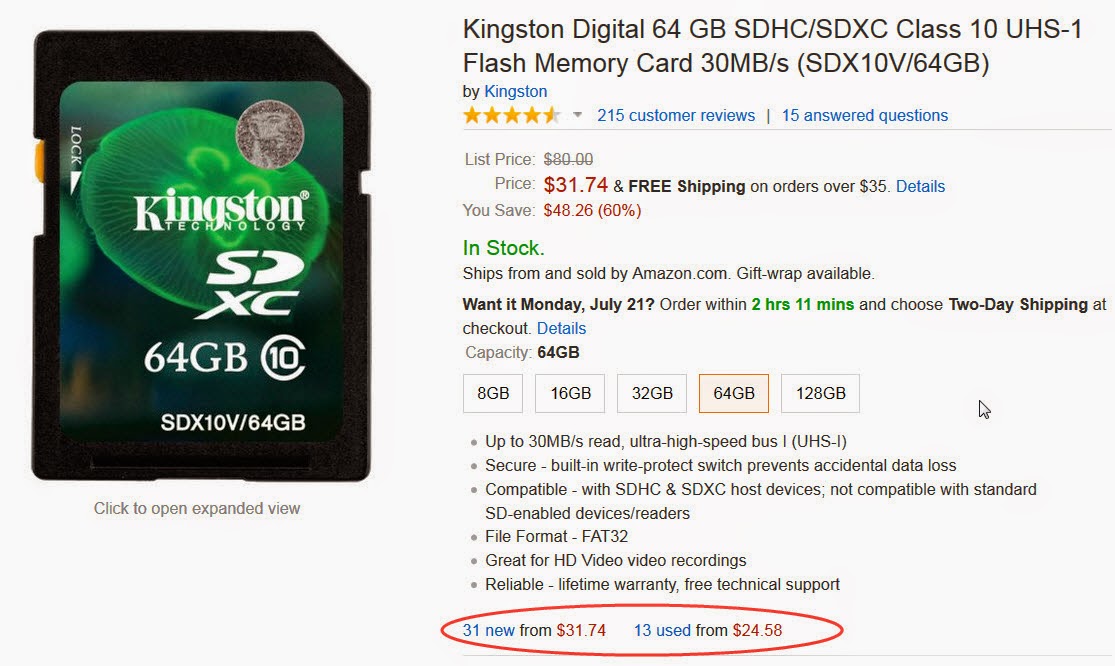 Kingston Digital 64 GB SDHC/SDXC Class 10 UHS-1
Flash Memory Card 30MB/s (SDX10V/64GB)
by Kingston
215 customer reviews | 15 answered questions
List Price: $80.00
Price: $31.74 & FREE Shipping on orders over $35. Details
You Save: $48.26 (60%)
In Stock.
Ships from and sold by Amazon.com. Gift-wrap available.
Want it Monday, July 21? Order within 2 hrs 11 mins and choose Two-Day Shipping at
checkout. Details
Capacity: 64GB
8GB 16GB 32GB 64GB 128GB
• Up to 30MB/s read, ultra-high-speed bus I (UHS-I)
• Secure - built-in write-protect switch prevents accidental data loss
• Compatible - with SDHC & SDXC host devices; not compatible with standard
SD-enabled devices/readers
• File Format - FAT32
• Great for HD Video video recordings
• Reliable - lifetime warranty, free technical support
31 new from $31.74 13 used from $24.58
LOCK
Kingston®
TECHNOLOGY
SD
XC
64GB 10
SDX10V/64GB
Click to open expanded view